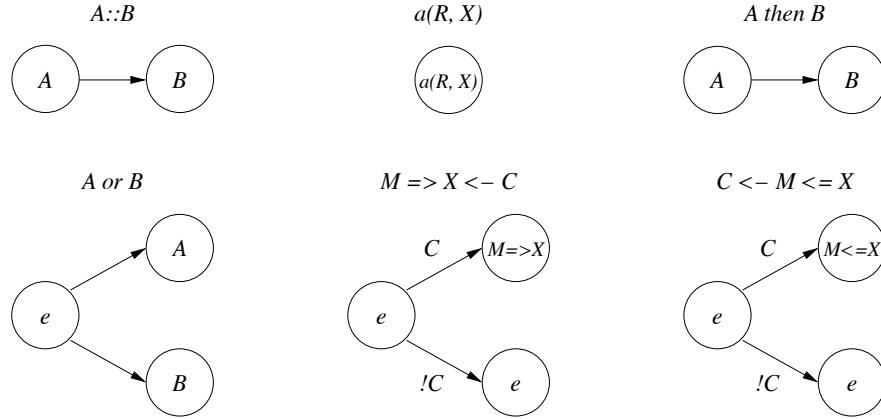 A::B
a(R, X)
A then B
A
B
a(R, X)
A
B
A or B
M => X <– C
C <– M <= X
A
C
M=>X
C
M<=X
e
e
e
B
!C
e
!C
e